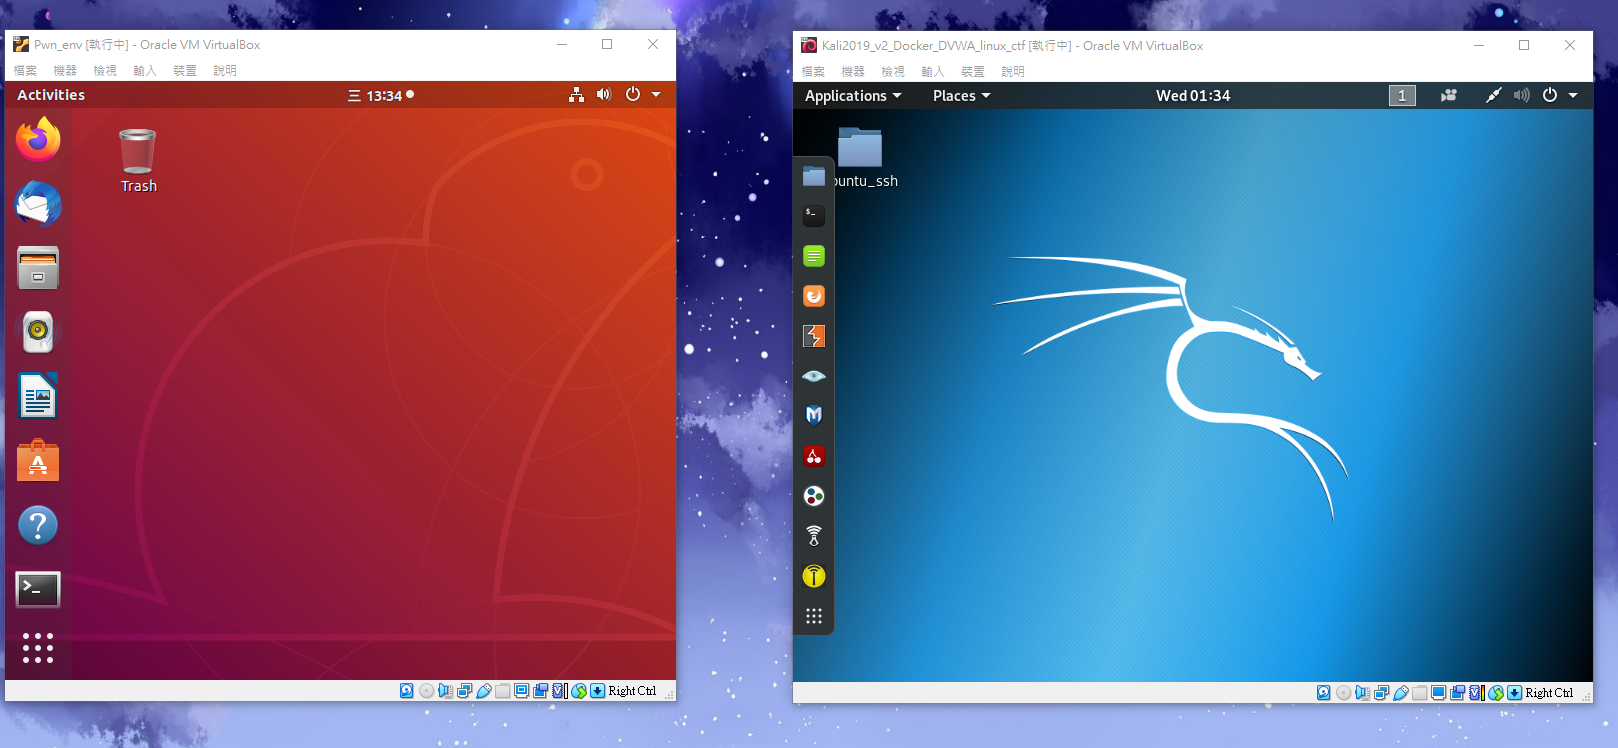 Pwn_env [執行中] - Oracle VM VirtualBox
檔案 機器 檢視 輸入 裝置 說明
Activities 三 13:34
Trash
Right Ctrl
Kali2019_v2_Docker_DVWA_linux_ctf [執行中] - Oracle VM VirtualBox
檔案 機器 檢視 輸入 裝置 說明
Applications Places Wed 01:34 1
buntu_ssh
Right Ctrl